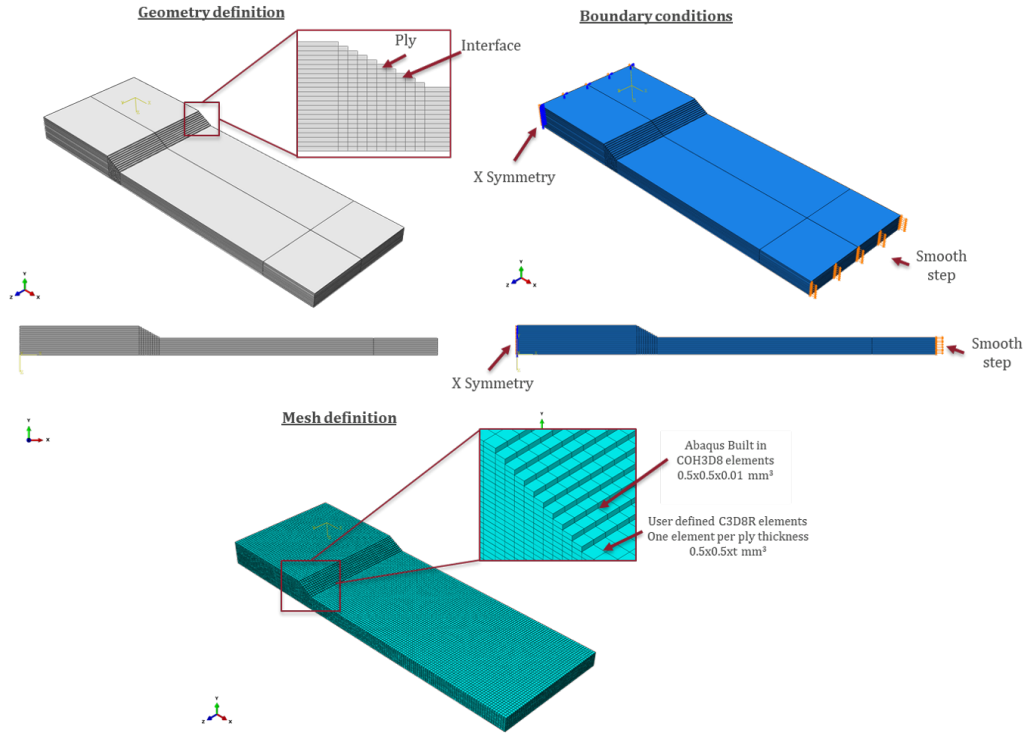 Geometry definition
Boundary conditions
Ply
Interface
X Symmetry
Smooth
step
Y
Z
X
Y
Z
X
X Symmetry
Smooth
step
Y
X
Mesh definition
Y
Abaqus Built in
COH3D8 elements
0.5x0.5x0.01 mm³
User defined C3D8R elements
One element per ply thickness
0.5x0.5xt mm³
Y
Z
X